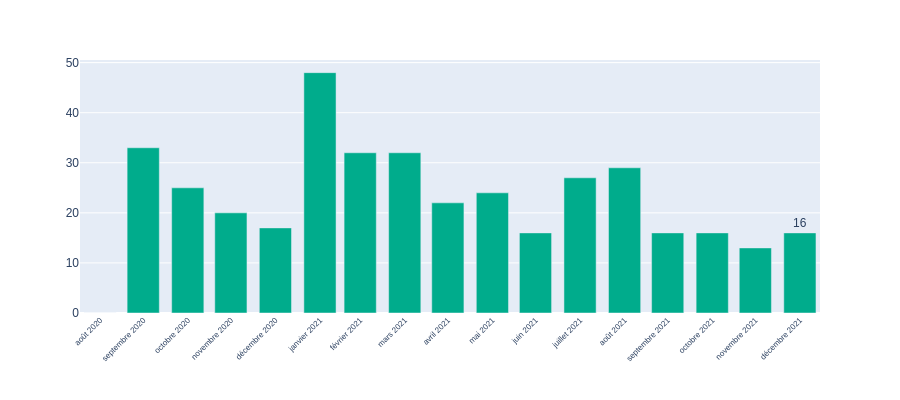 50
40
30
20
10
0
16
août 2020
septembre 2020
octobre 2020
novembre 2020
décembre 2020
janvier 2021
février 2021
mars 2021
avril 2021
mai 2021
juin 2021
juillet 2021
août 2021
septembre 2021
octobre 2021
novembre 2021
décembre 2021